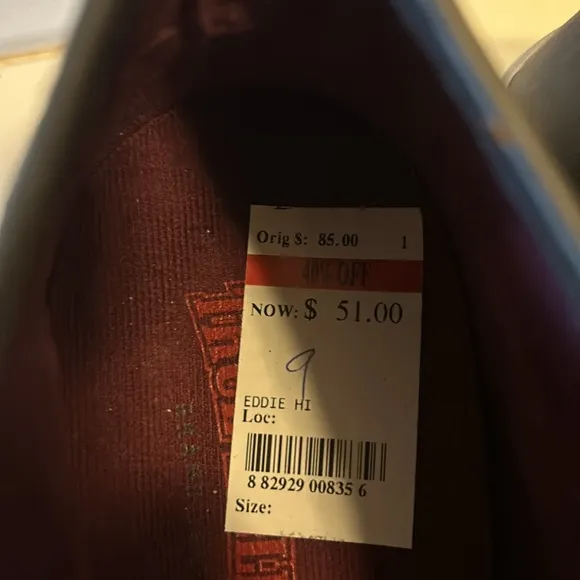 Orig $: 85.00 1
40% OFF
NOW: $ 51.00
9
EDDIE HI
Loc:
8 82929 00835 6
Size: